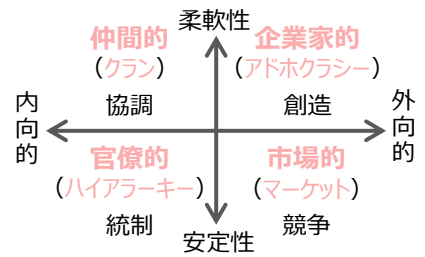 柔軟性
仲間的
（クラン）
協調
企業家的
（アドホクラシー）
創造
内向的
外向的
官僚的
（ハイアラーキー）
統制
市場的
（マーケット）
競争
安定性